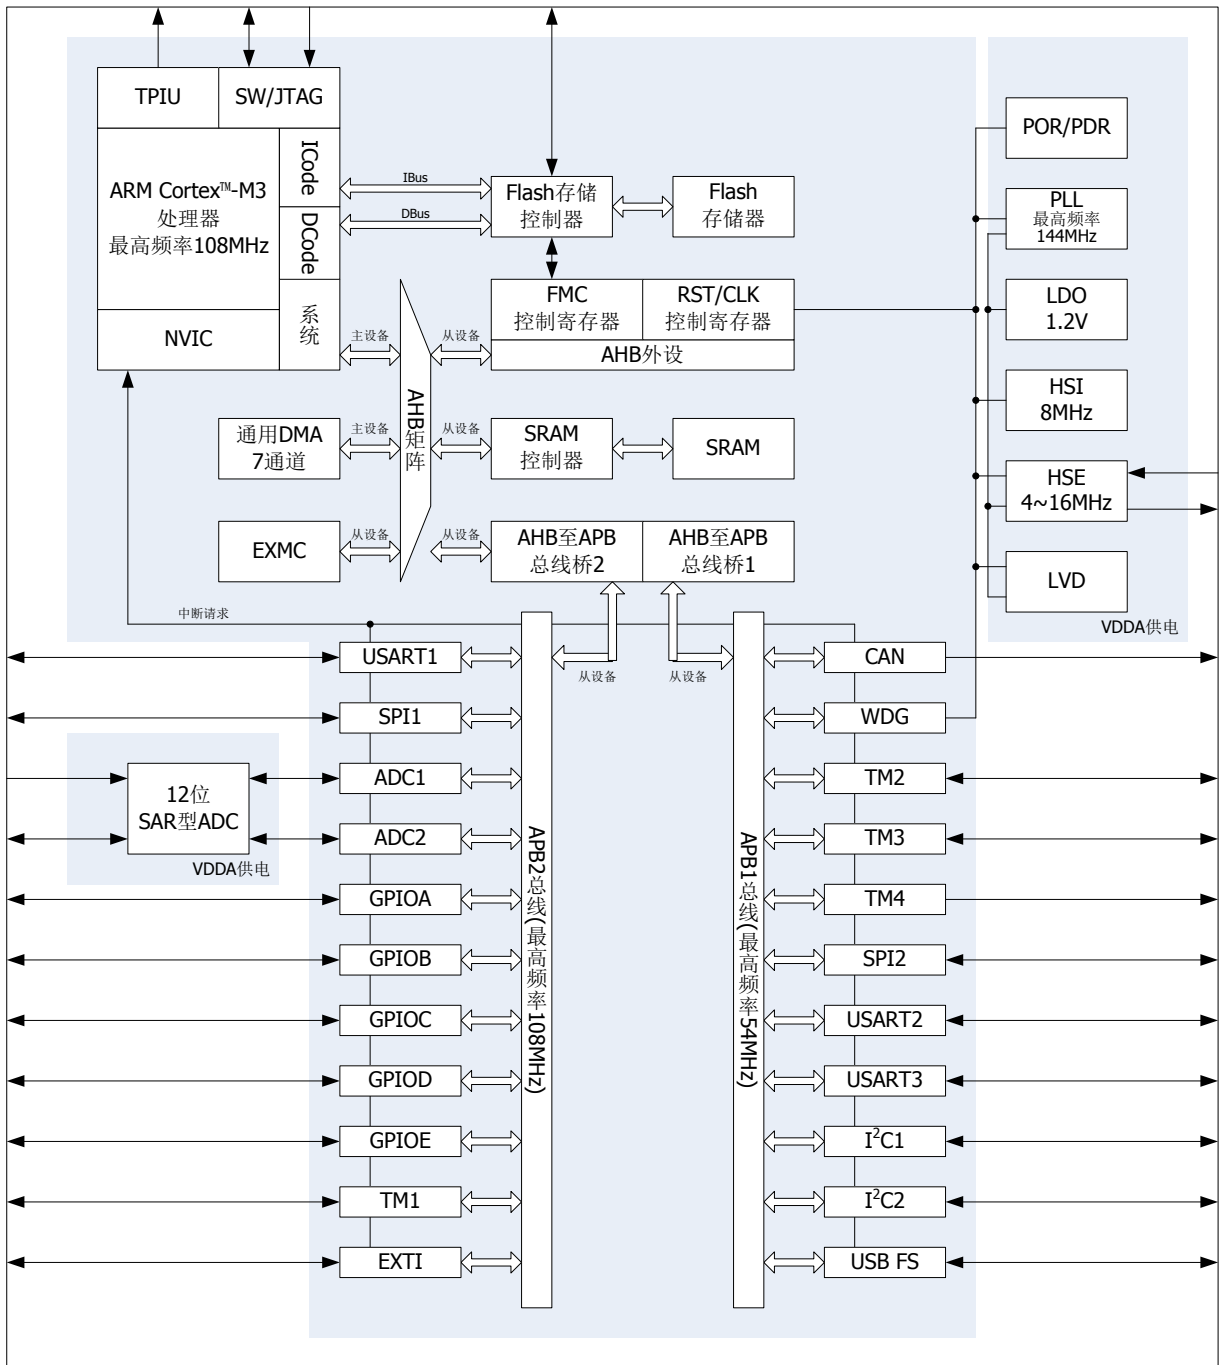 TPIU
SW/JTAG
ARM Cortex™-M3
处理器
最高频率108MHz
ICode
DCode
系统
NVIC
IBus
DBus
Flash存储
控制器
Flash
存储器
FMC
控制寄存器
RST/CLK
控制寄存器
AHB外设
主设备
从设备
AHB矩阵
通用DMA
7通道
主设备
从设备
SRAM
控制器
SRAM
EXMC
从设备
从设备
AHB至APB
总线桥2
AHB至APB
总线桥1
POR/PDR
PLL
最高频率
144MHz
LDO
1.2V
HSI
8MHz
HSE
4~16MHz
LVD
VDDA供电
中断请求
从设备
从设备
USART1
SPI1
ADC1
ADC2
GPIOA
GPIOB
GPIOC
GPIOD
GPIOE
TM1
EXTI
12位
SAR型ADC
VDDA供电
APB2总线(最高频率108MHz)
APB1总线(最高频率54MHz)
CAN
WDG
TM2
TM3
TM4
SPI2
USART2
USART3
I²C1
I²C2
USB FS